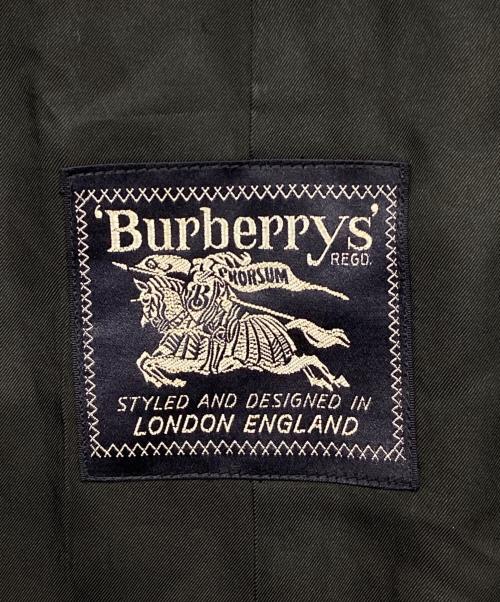 'Burberrys'
REGD.
PRORSUM
B
STYLED AND DESIGNED IN
LONDON ENGLAND